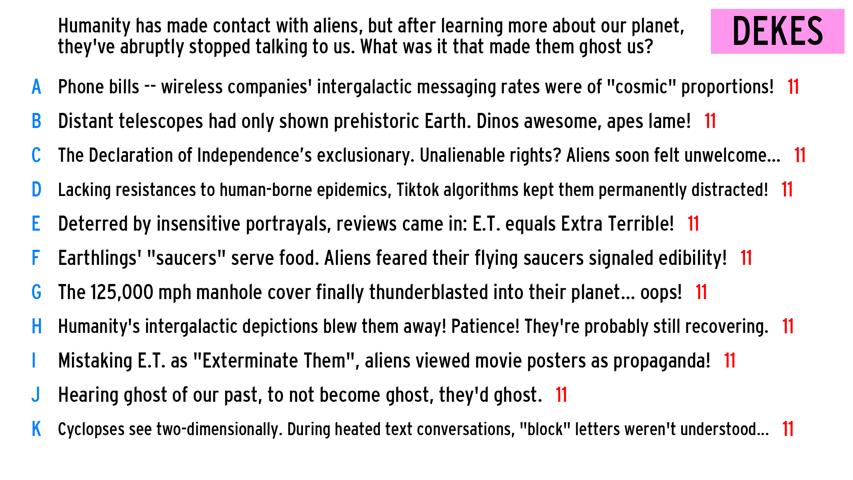 Humanity has made contact with aliens, but after learning more about our planet,
they've abruptly stopped talking to us. What was it that made them ghost us?
DEKES
A Phone bills -- wireless companies' intergalactic messaging rates were of "cosmic" proportions! 11
B Distant telescopes had only shown prehistoric Earth. Dinos awesome, apes lame! 11
C The Declaration of Independence’s exclusionary. Unalienable rights? Aliens soon felt unwelcome... 11
D Lacking resistances to human-borne epidemics, Tiktok algorithms kept them permanently distracted! 11
E Deterred by insensitive portrayals, reviews came in: E.T. equals Extra Terrible! 11
F Earthlings' "saucers" serve food. Aliens feared their flying saucers signaled edibility! 11
G The 125,000 mph manhole cover finally thunderblasted into their planet... oops! 11
H Humanity's intergalactic depictions blew them away! Patience! They're probably still recovering. 11
I Mistaking E.T. as "Exterminate Them", aliens viewed movie posters as propaganda! 11
J Hearing ghost of our past, to not become ghost, they'd ghost. 11
K Cyclopses see two-dimensionally. During heated text conversations, "block" letters weren't understood... 11